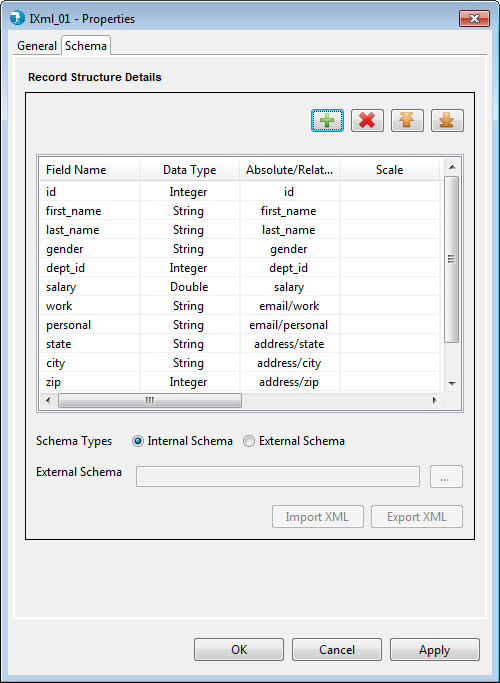 IXml_01 - Properties
General Schema
Record Structure Details
Field Name Data Type Absolute/Relat... Scale
id Integer id
first_name String first_name
last_name String last_name
gender String gender
dept_id Integer dept_id
salary Double salary
work String email/work
personal String email/personal
state String address/state
city String address/city
zip Integer address/zip
Schema Types Internal Schema External Schema
External Schema ...
Import XML Export XML
OK Cancel Apply